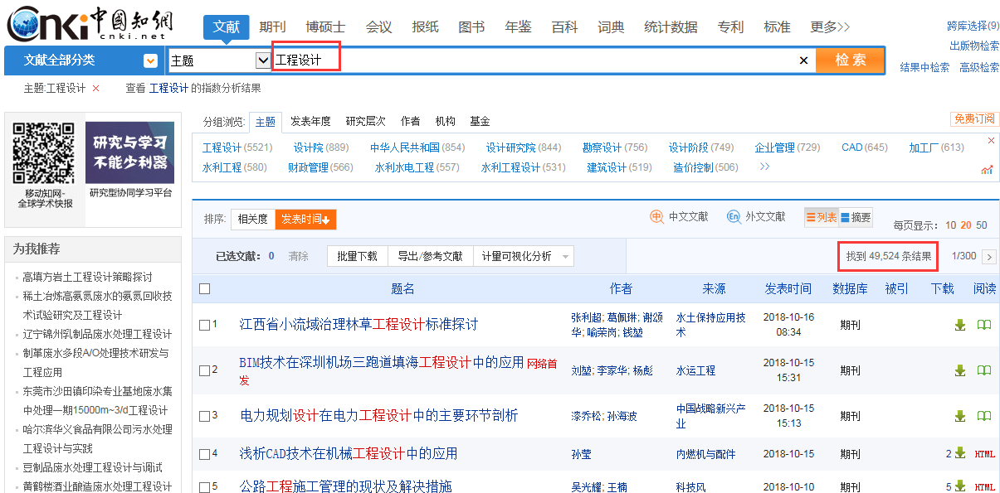 Cnki 中國知網
cnki.net
文献 期刊 博硕士 会议 报纸 图书 年鉴 百科 词典 统计数据 专利 标准 更多>>
跨库选择(9)
出版物检索
文献全部分类 主题 工程设计 × 检 索
结果中检索 高级检索
主题:工程设计 × 查看 工程设计 的指数分析结果
研究与学习
不能少利器
移动知网-
全球学术快报
研究型协同学习平台
为我推荐
高填方岩土工程设计策略探讨
稀土冶炼高氨氮废水的氨氮回收技
术试验研究及工程设计
辽宁锦州乳制品废水处理工程设计
制革废水多段A/O处理技术研发与
工程应用
东莞市沙田镇印染专业基地废水集
中处理一期15000m~3/d工程设计
哈尔滨华义食品有限公司污水处理
工程设计与实践
豆制品废水处理工程设计与调试
黄鹤楼酒业酿造废水处理工程设计
分组浏览: 主题 发表年度 研究层次 作者 机构 基金 免费订阅
工程设计(5521) 设计院(889) 中华人民共和国(854) 设计研究院(844) 勘察设计(756) 设计阶段(749) 企业管理(729) CAD(645) 加工厂(613) ×
水利工程(580) 财政管理(566) 水利水电工程(557) 水利工程设计(531) 建筑设计(519) 造价控制(506) >>
排序: 相关度 发表时间↓ 中 中文文献 En 外文文献 列表 摘要 每页显示: 10 20 50
已选文献: 0 清除 批量下载 导出/参考文献 计量可视化分析 找到 49,524 条结果 1/300 >
题名 作者 来源 发表时间 数据库 被引 下载 阅读
1 江西省小流域治理林草工程设计标准探讨 张利超; 葛佩琳; 谢颂华; 喻荣岗; 钱堃 水土保持应用技术 2018-10-16 08:34 期刊
2 BIM技术在深圳机场三跑道填海工程设计中的应用 网络首发 刘堃; 李家华; 杨彪 水运工程 2018-10-15 15:31 期刊
3 电力规划设计在电力工程设计中的主要环节剖析 漆乔松; 孙海波 中国战略新兴产业 2018-10-15 15:13 期刊
4 浅析CAD技术在机械工程设计中的应用 孙莹 内燃机与配件 2018-10-15 期刊 2 HTML
5 公路工程施工管理的现状及解决措施 吴光耀; 王楠 科技风 2018-10-10 期刊 5 HTML